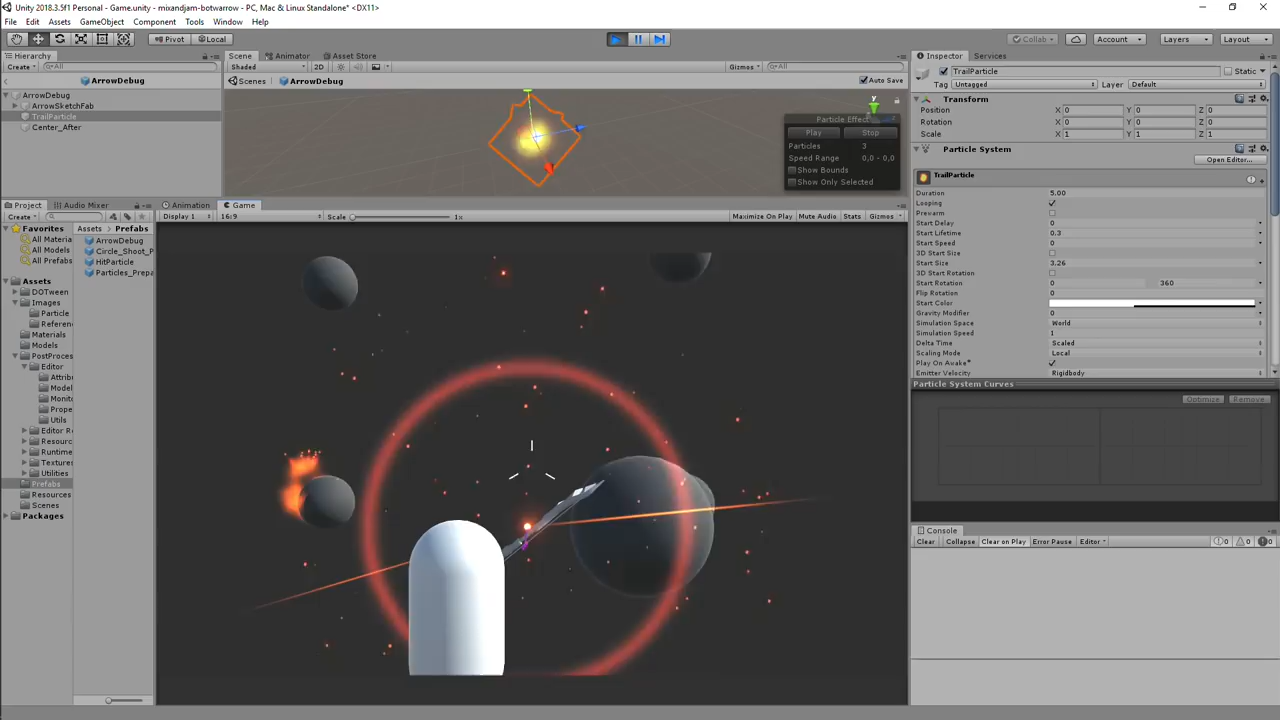 Unity 2018.3.5f1 Personal - Game.unity - mixandjam-botwarrow - PC, Mac & Linux Standalone* <DX11>
File Edit Assets GameObject Component Tools Window Help
Pivot Local Collab Account Layers Layout
Hierarchy
Create All
ArrowDebug
ArrowDebug
ArrowSketchFab
TrailParticle
Center_After
Scene Animator Asset Store
Shaded 2D Gizmos All
Scenes ArrowDebug Auto Save
y
Particle Effect
Play Stop
Particles 3
Speed Range 0,0 - 0,0
Show Bounds
Show Only Selected
Project Audio Mixer
Create
Favorites
All Materia
All Models
All Prefabs
Assets
DOTween
Images
Particle
Referen
Materials
Models
PostProces
Editor
Attrib
Model
Monit
Prope
Utils
Editor Re
Resourc
Runtime
Textures
Utilities
Prefabs
Resources
Scenes
Packages
Assets Prefabs
ArrowDebug
Circle_Shoot_P
HitParticle
Particles_Prepa
Animation Game
Display 1 16:9 Scale 1x Maximize On Play Mute Audio Stats Gizmos
Inspector Services
TrailParticle Static
Tag Untagged Layer Default
Transform
Position X 0 Y 0 Z 0
Rotation X 0 Y 0 Z 0
Scale X 1 Y 1 Z 1
Particle System
Open Editor...
TrailParticle
Duration 5.00
Looping
Prewarm
Start Delay 0
Start Lifetime 0.3
Start Speed 0
3D Start Size
Start Size: 3.26
3D Start Rotation
Start Rotation 0 360
Flip Rotation 0
Start Color
Gravity Modifier 0
Simulation Space World
Simulation Speed 1
Delta Time Scaled
Scaling Mode Local
Play On Awake*
Emitter Velocity Rigidbody
Particle System Curves
Optimize Remove
Console
Clear Collapse Clear on Play Error Pause Editor 0 0 0